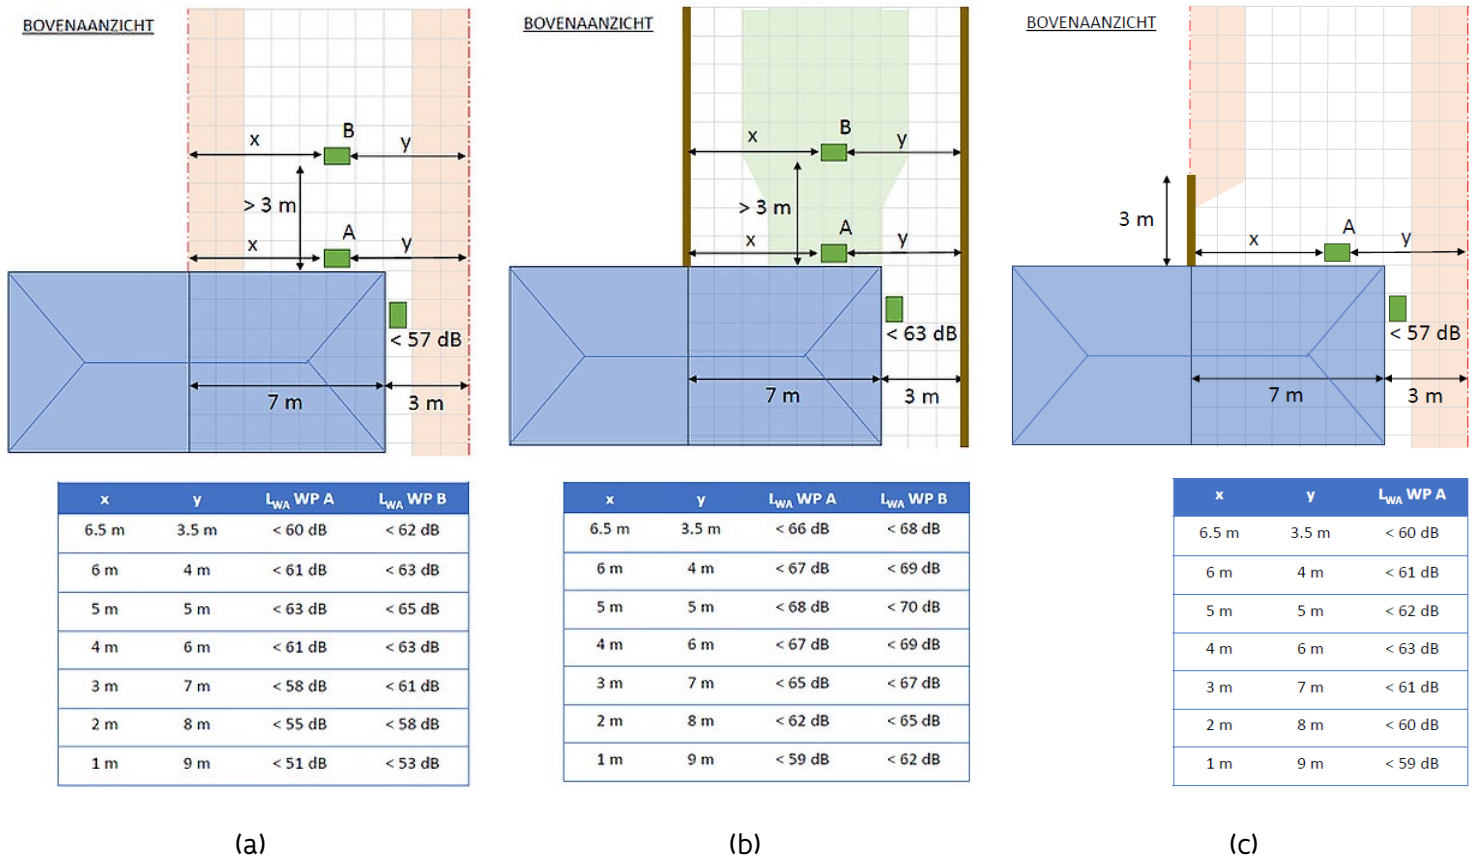 BOVENAANZICHT
B
x
y
> 3 m
A
x
y
< 57 dB
7 m
3 m
x y LWA WP A LWA WP B
6.5 m 3.5 m < 60 dB < 62 dB
6 m 4 m < 61 dB < 63 dB
5 m 5 m < 63 dB < 65 dB
4 m 6 m < 61 dB < 63 dB
3 m 7 m < 58 dB < 61 dB
2 m 8 m < 55 dB < 58 dB
1 m 9 m < 51 dB < 53 dB
(a)
BOVENAANZICHT
B
x
y
> 3 m
A
x
y
< 63 dB
7 m
3 m
x y LWA WP A LWA WP B
6.5 m 3.5 m < 66 dB < 68 dB
6 m 4 m < 67 dB < 69 dB
5 m 5 m < 68 dB < 70 dB
4 m 6 m < 67 dB < 69 dB
3 m 7 m < 65 dB < 67 dB
2 m 8 m < 62 dB < 65 dB
1 m 9 m < 59 dB < 62 dB
(b)
BOVENAANZICHT
3 m
A
x
y
< 57 dB
7 m
3 m
x y LWA WP A
6.5 m 3.5 m < 60 dB
6 m 4 m < 61 dB
5 m 5 m < 62 dB
4 m 6 m < 63 dB
3 m 7 m < 61 dB
2 m 8 m < 60 dB
1 m 9 m < 59 dB
(c)